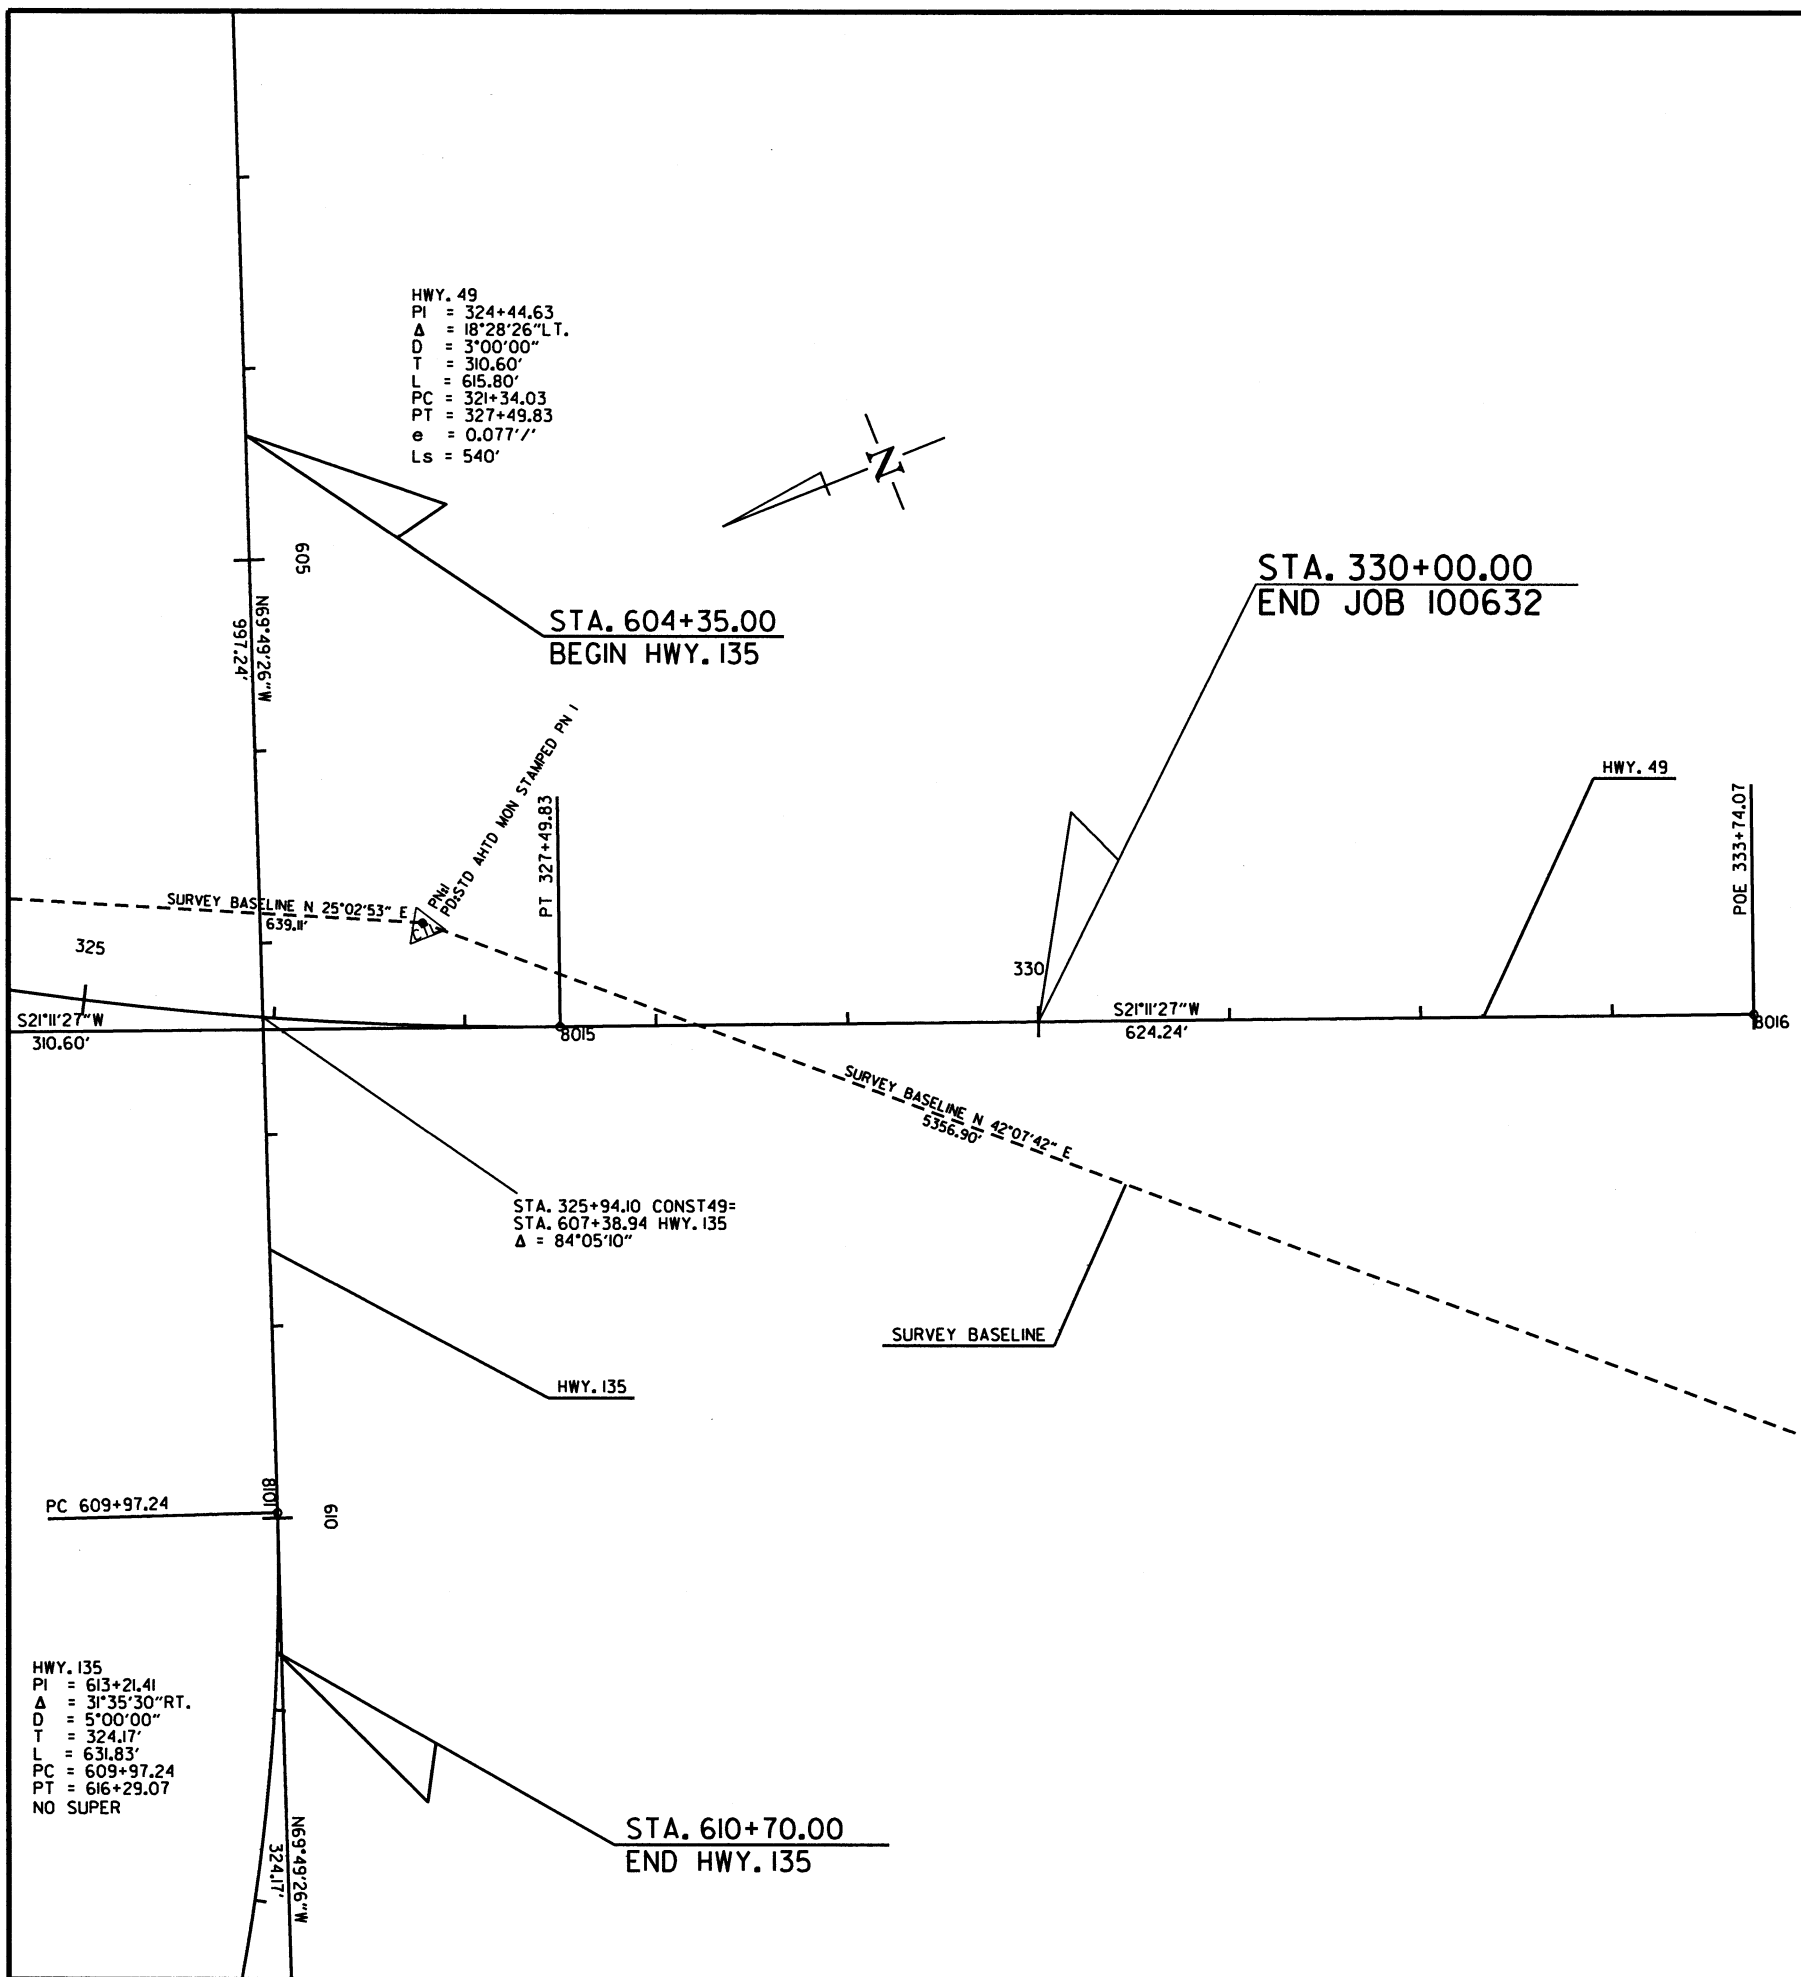 HWY. 49
PI = 324+44.63
Δ = 18°28'26"LT.
D = 3°00'00"
T = 310.60'
L = 615.80'
PC = 321+34.03
PT = 327+49.83
e = 0.077'/'
Ls = 540'
N
605
N69°49'26"W
997.24'
STA. 604+35.00
BEGIN HWY. 135
STA. 330+00.00
END JOB 100632
PN:1
PD:STD AHTD MON STAMPED PN 1
CTL
PT 327+49.83
HWY. 49
POE 333+74.07
SURVEY BASELINE N 25°02'53" E
639.11'
325
S21°11'27"W
310.60'
8015
330
S21°11'27"W
624.24'
8016
SURVEY BASELINE N 42°07'42" E
5356.90'
STA. 325+94.10 CONST49=
STA. 607+38.94 HWY. 135
Δ = 84°05'10"
SURVEY BASELINE
HWY. 135
8101
PC 609+97.24
610
HWY. 135
PI = 613+21.41
Δ = 31°35'30"RT.
D = 5°00'00"
T = 324.17'
L = 631.83'
PC = 609+97.24
PT = 616+29.07
NO SUPER
N69°49'26"W
324.17'
STA. 610+70.00
END HWY. 135